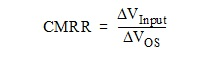 CMRR = ΔV_Input / ΔV_OS